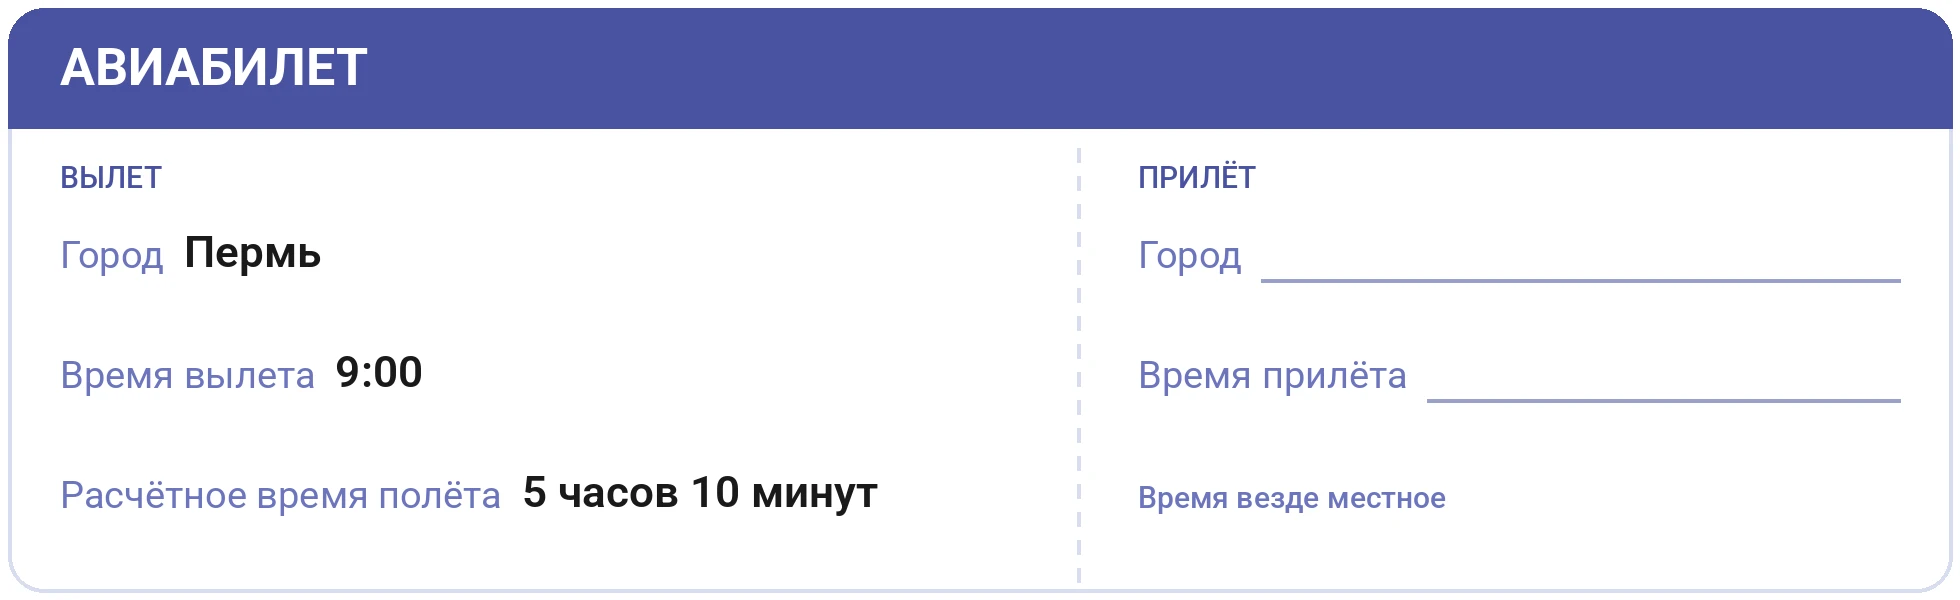 АВИАБИЛЕТ
ВЫЛЕТ
Город Пермь
Время вылета 9:00
Расчётное время полёта 5 часов 10 минут
ПРИЛЁТ
Город
Время прилёта
Время везде местное